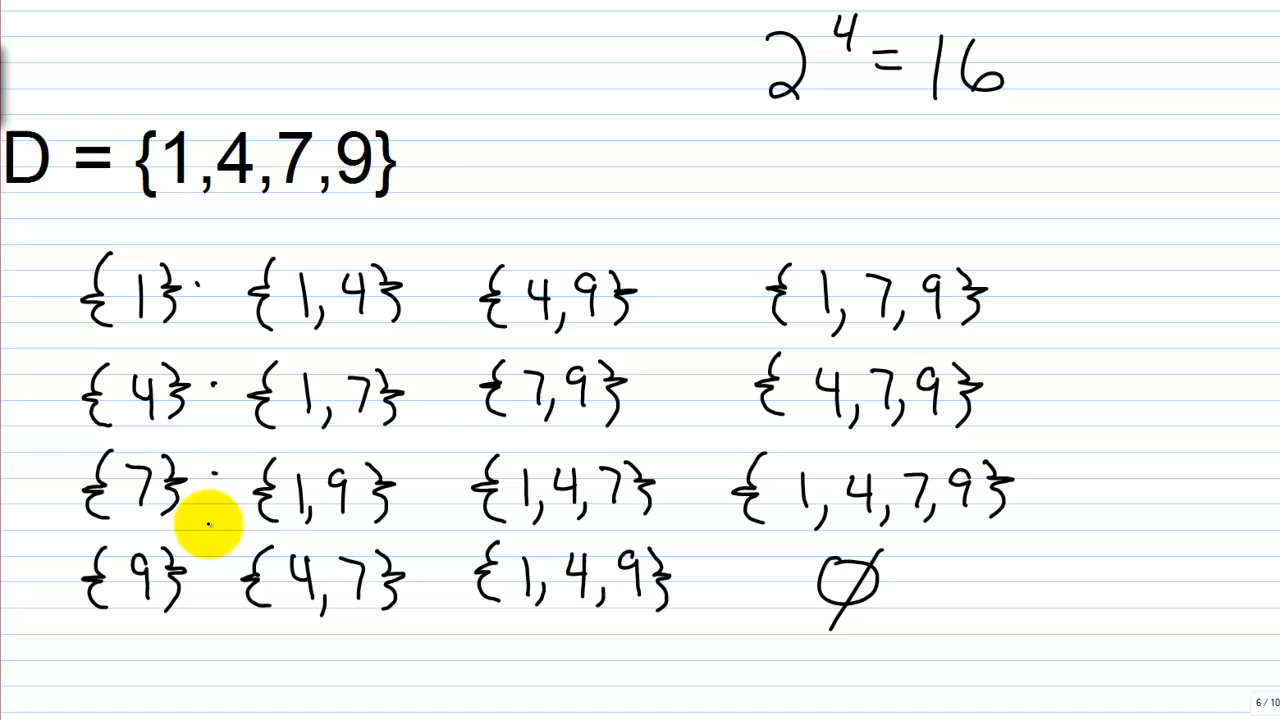 2⁴ = 16
D = {1,4,7,9}
{1} · {1,4} {4,9} {1,7,9}
{4} · {1,7} {7,9} {4,7,9}
{7} · {1,9} {1,4,7} {1,4,7,9}
{9} {4,7} {1,4,9} ∅
6 / 10